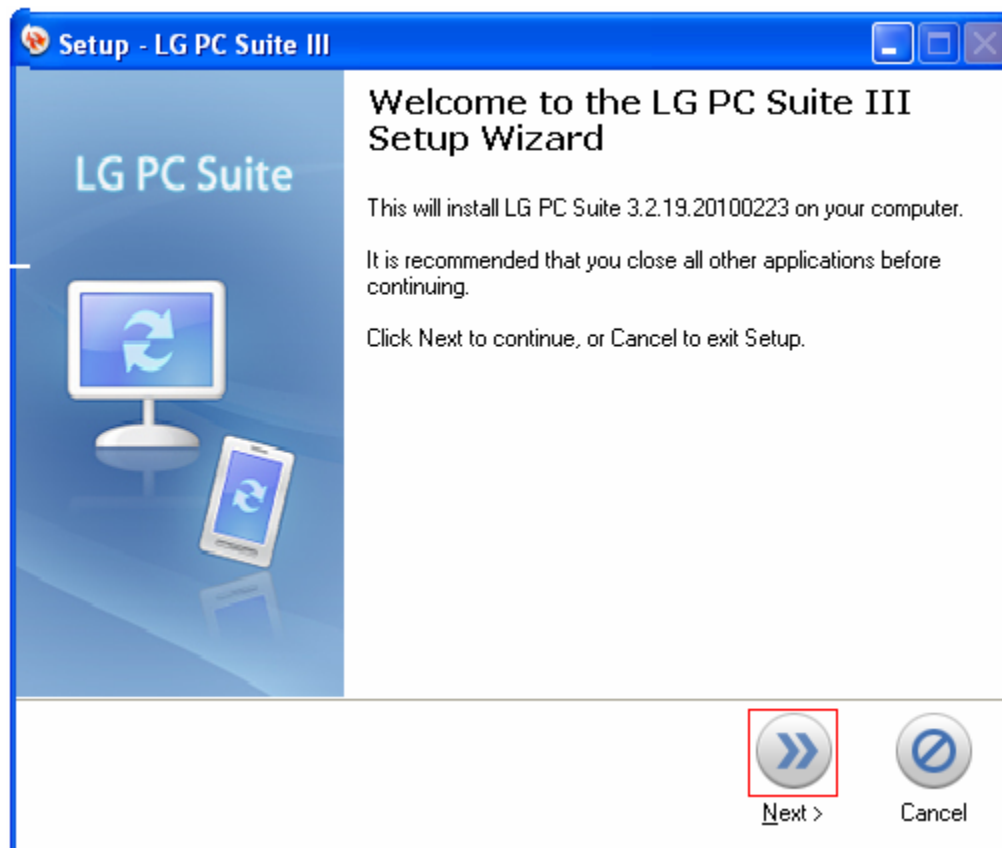 Setup - LG PC Suite III
LG PC Suite
Welcome to the LG PC Suite III
Setup Wizard
This will install LG PC Suite 3.2.19.20100223 on your computer.
It is recommended that you close all other applications before
continuing.
Click Next to continue, or Cancel to exit Setup.
Next >
Cancel